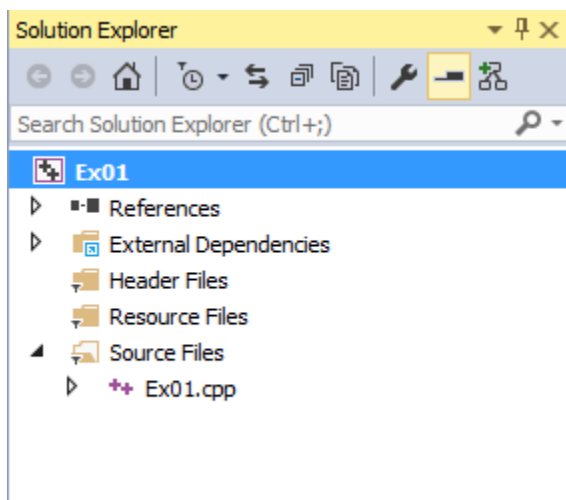 Solution Explorer
Search Solution Explorer (Ctrl+;)
Ex01
References
External Dependencies
Header Files
Resource Files
Source Files
Ex01.cpp